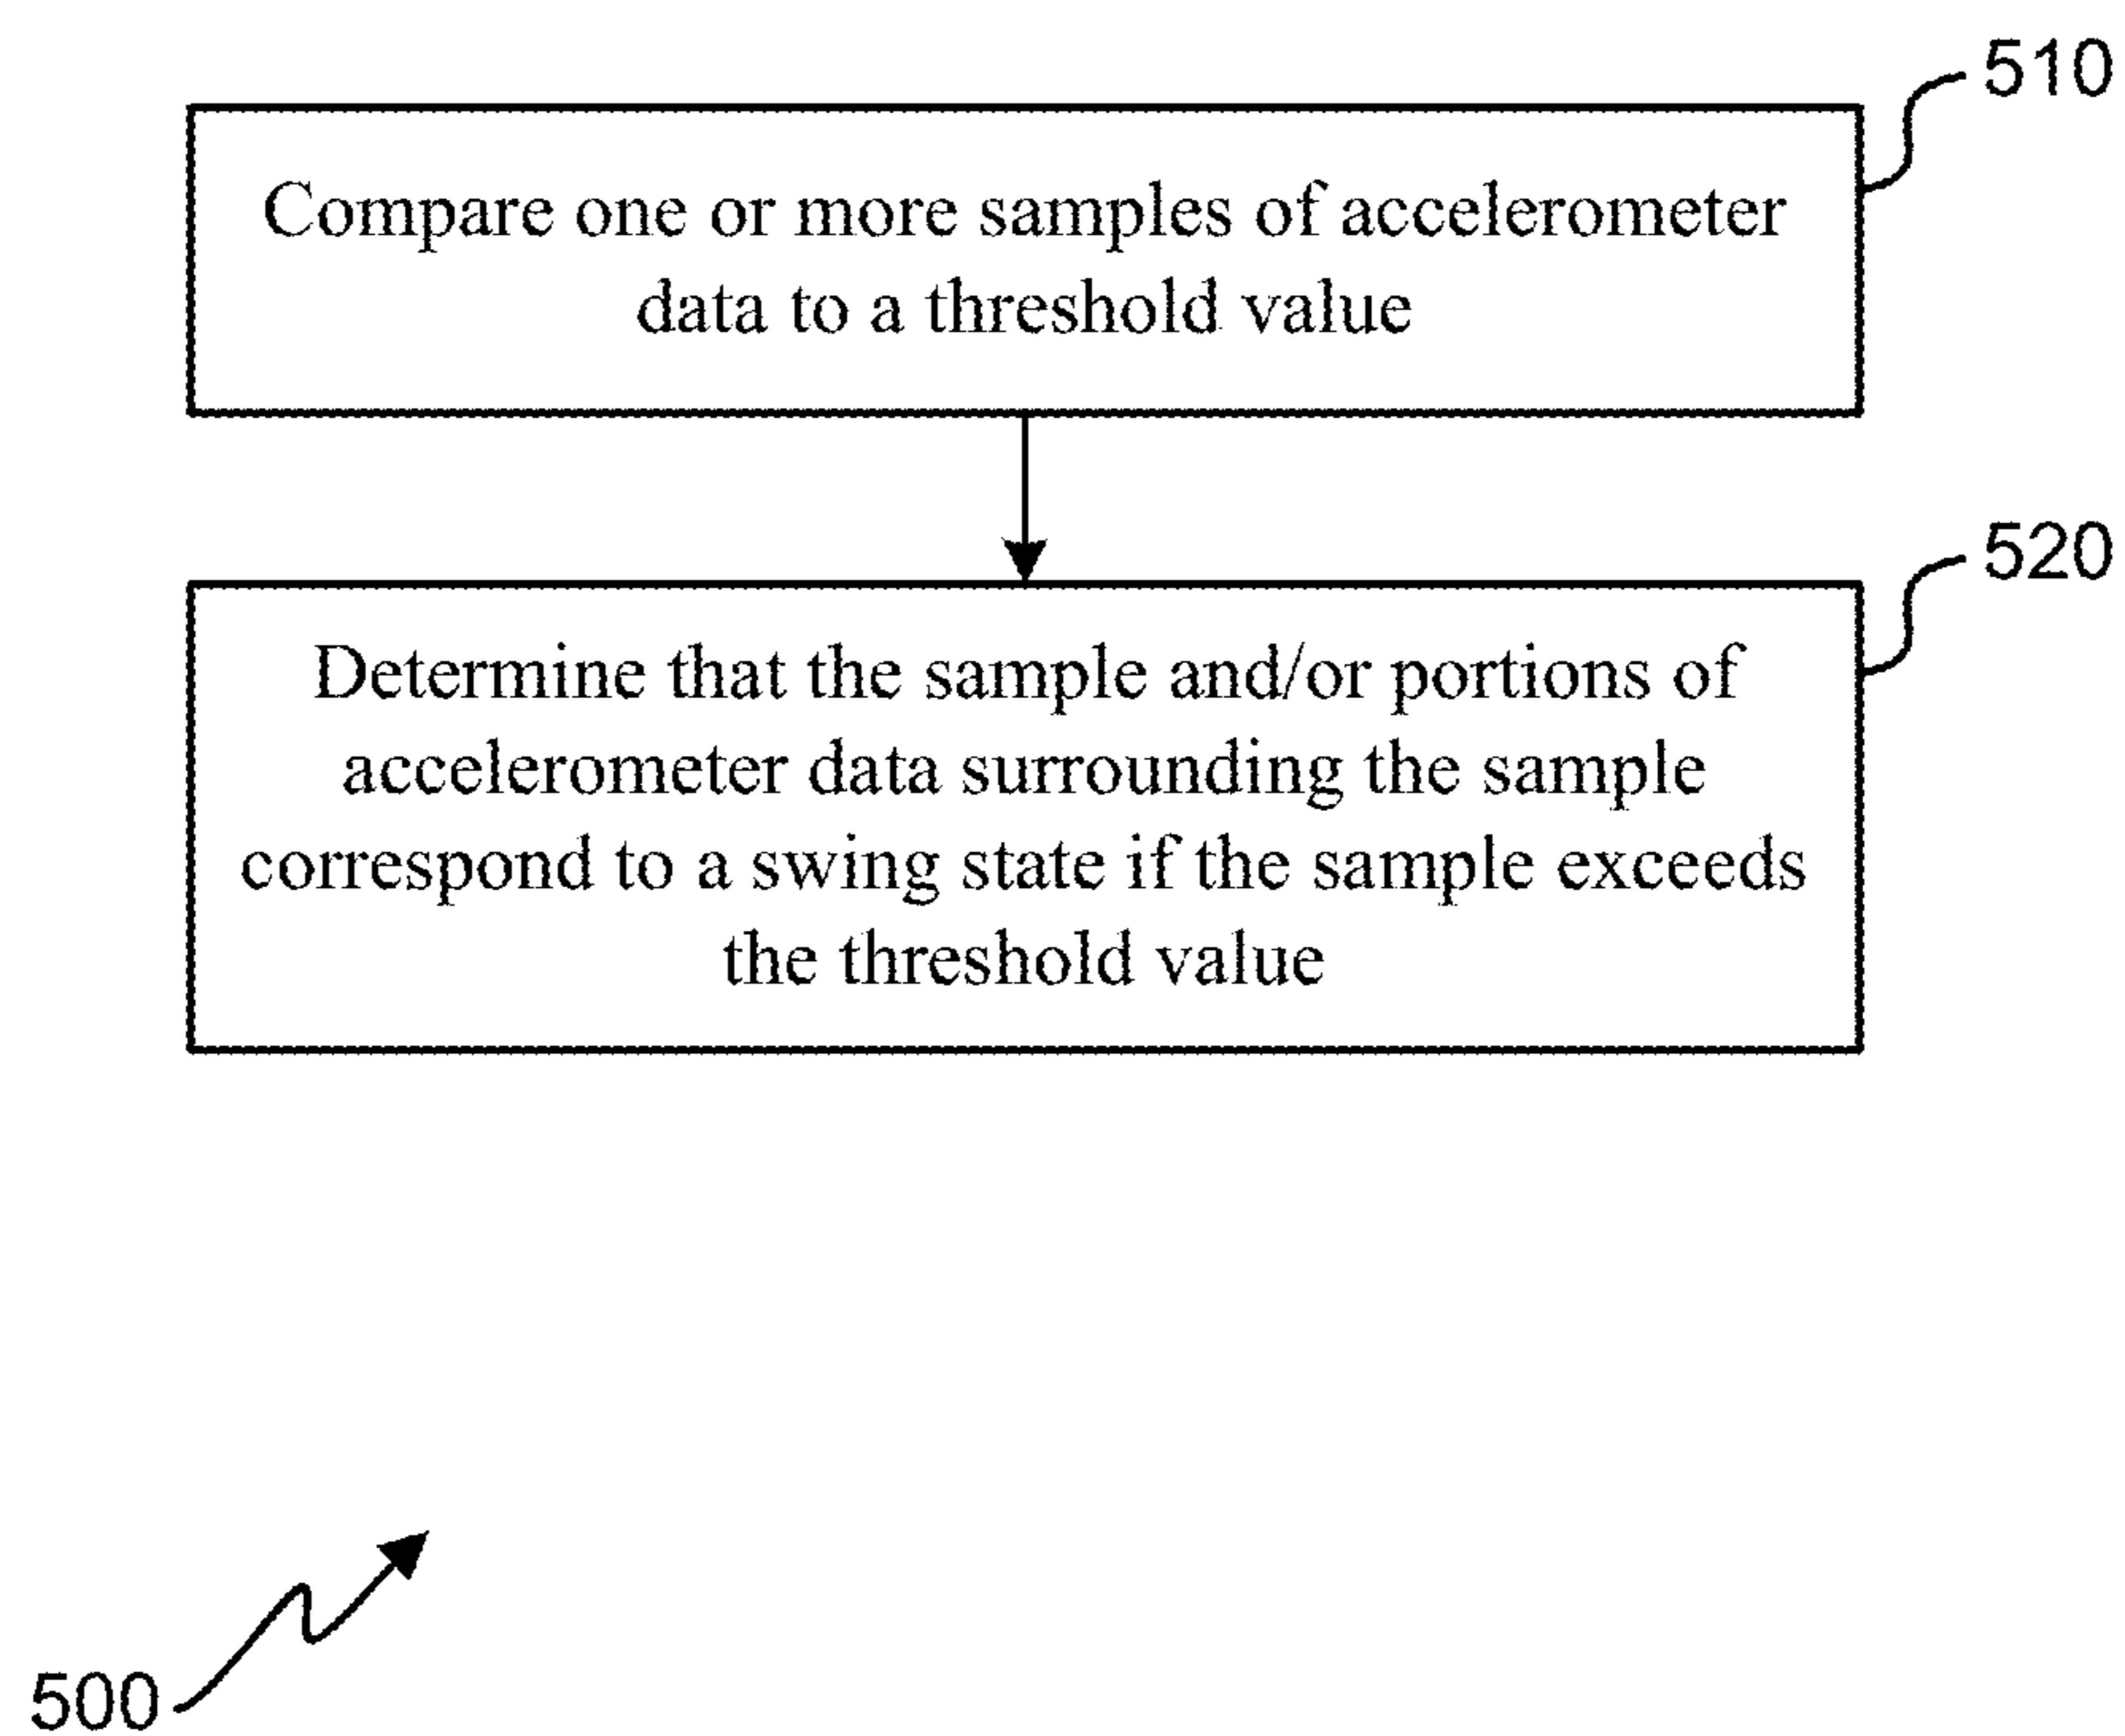 510
Compare one or more samples of accelerometer
data to a threshold value
520
Determine that the sample and/or portions of
accelerometer data surrounding the sample
correspond to a swing state if the sample exceeds
the threshold value
500